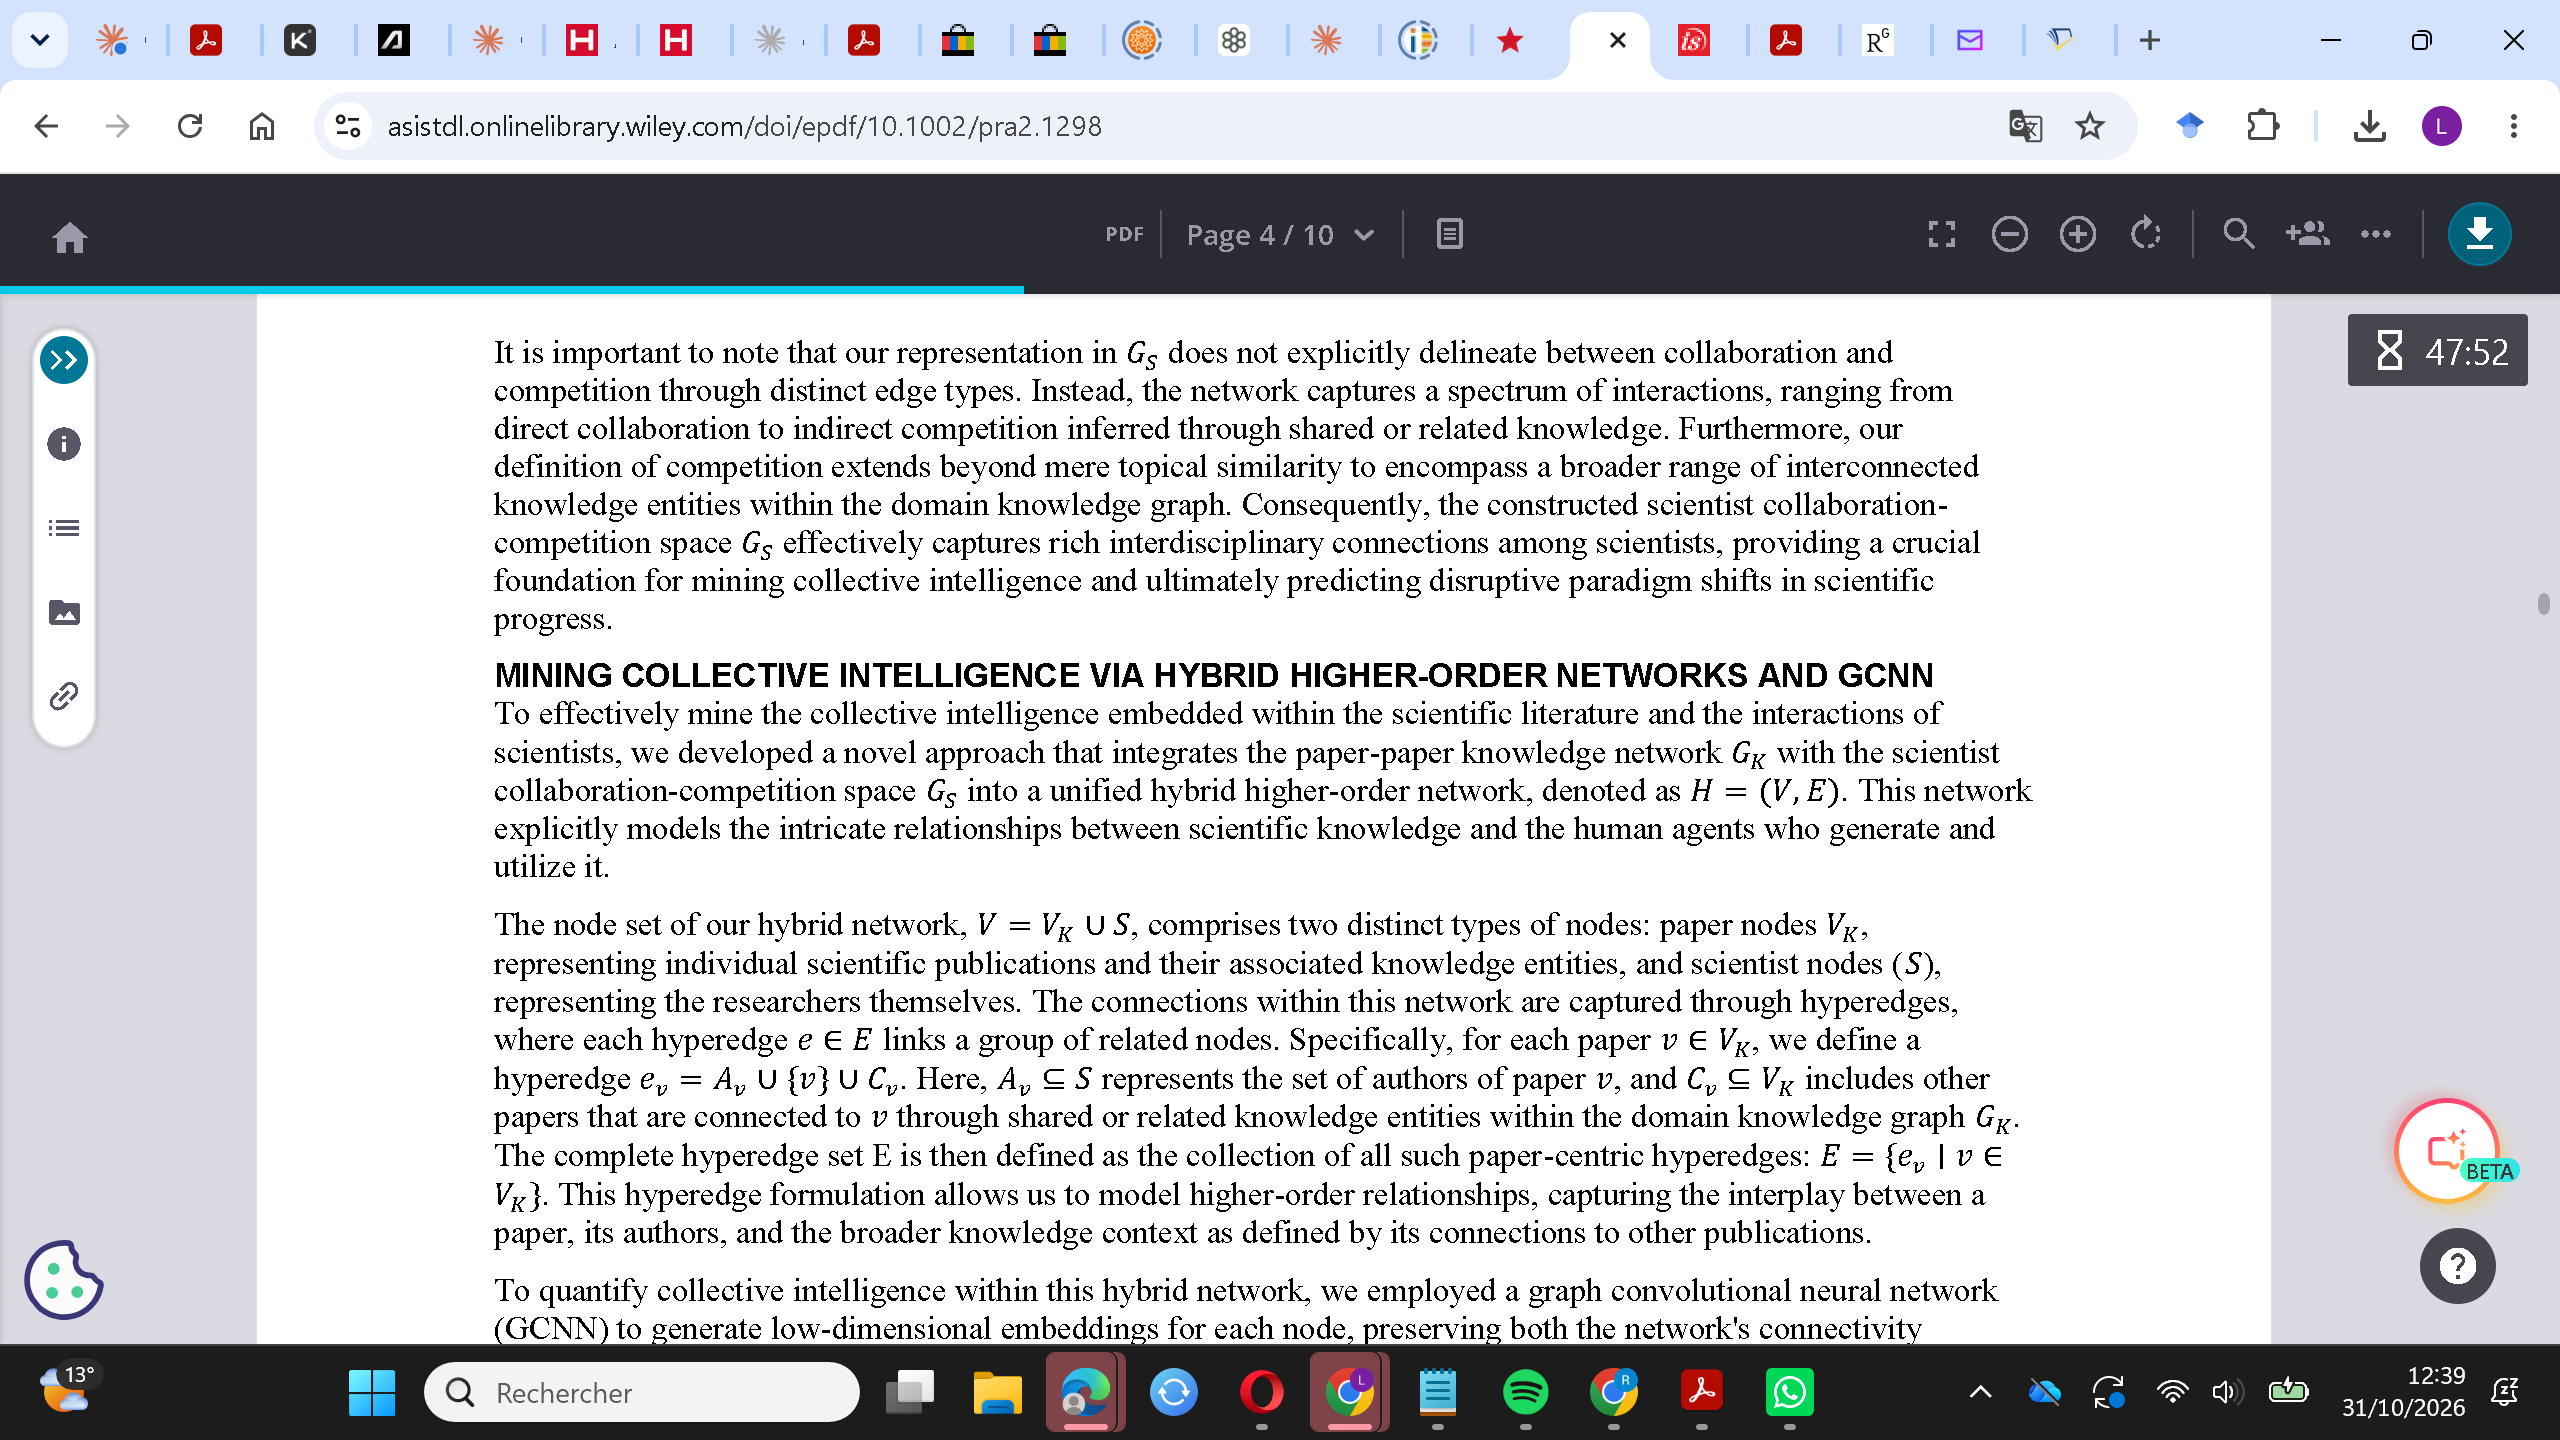 asistdl.onlinelibrary.wiley.com/doi/epdf/10.1002/pra2.1298
L
PDF
Page 4 / 10
47:52
It is important to note that our representation in G_S does not explicitly delineate between collaboration and
competition through distinct edge types. Instead, the network captures a spectrum of interactions, ranging from
direct collaboration to indirect competition inferred through shared or related knowledge. Furthermore, our
definition of competition extends beyond mere topical similarity to encompass a broader range of interconnected
knowledge entities within the domain knowledge graph. Consequently, the constructed scientist collaboration-
competition space G_S effectively captures rich interdisciplinary connections among scientists, providing a crucial
foundation for mining collective intelligence and ultimately predicting disruptive paradigm shifts in scientific
progress.
MINING COLLECTIVE INTELLIGENCE VIA HYBRID HIGHER-ORDER NETWORKS AND GCNN
To effectively mine the collective intelligence embedded within the scientific literature and the interactions of
scientists, we developed a novel approach that integrates the paper-paper knowledge network G_K with the scientist
collaboration-competition space G_S into a unified hybrid higher-order network, denoted as H = (V, E). This network
explicitly models the intricate relationships between scientific knowledge and the human agents who generate and
utilize it.
The node set of our hybrid network, V = V_K ∪ S, comprises two distinct types of nodes: paper nodes V_K,
representing individual scientific publications and their associated knowledge entities, and scientist nodes (S),
representing the researchers themselves. The connections within this network are captured through hyperedges,
where each hyperedge e ∈ E links a group of related nodes. Specifically, for each paper v ∈ V_K, we define a
hyperedge e_v = A_v ∪ {v} ∪ C_v. Here, A_v ⊆ S represents the set of authors of paper v, and C_v ⊆ V_K includes other
papers that are connected to v through shared or related knowledge entities within the domain knowledge graph G_K.
The complete hyperedge set E is then defined as the collection of all such paper-centric hyperedges: E = {e_v | v ∈
V_K}. This hyperedge formulation allows us to model higher-order relationships, capturing the interplay between a
paper, its authors, and the broader knowledge context as defined by its connections to other publications.
To quantify collective intelligence within this hybrid network, we employed a graph convolutional neural network
(GCNN) to generate low-dimensional embeddings for each node, preserving both the network's connectivity
BETA
13°
Rechercher
12:39
31/10/2026